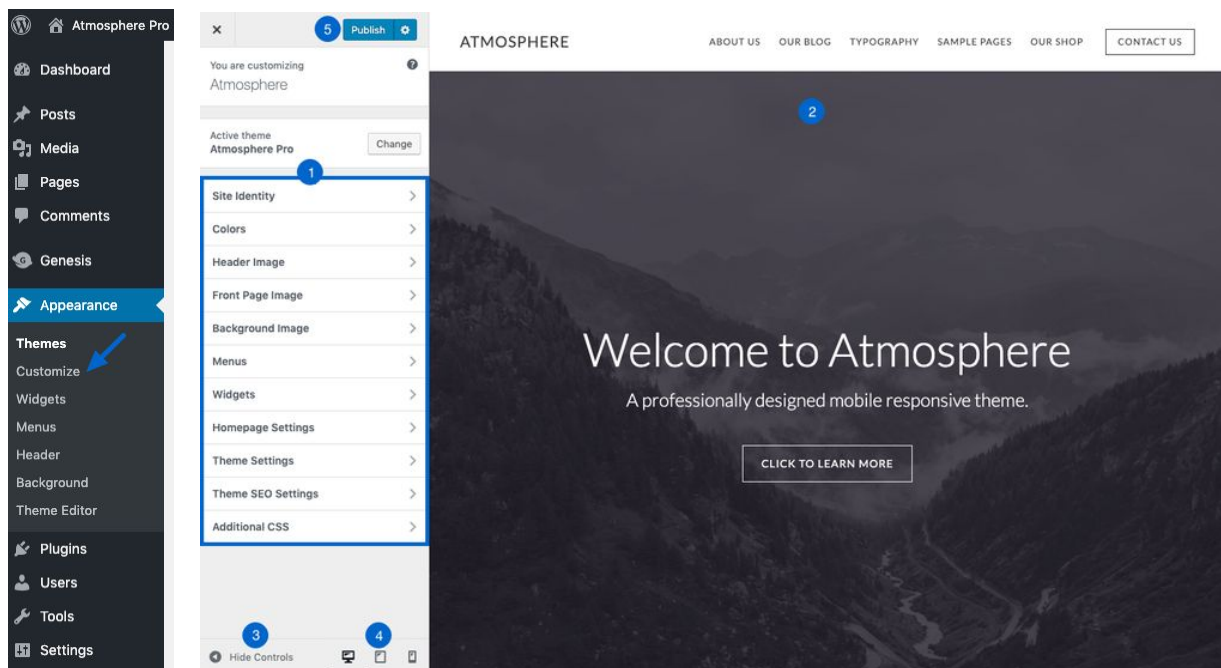 Atmosphere Pro
Dashboard
Posts
Media
Pages
Comments
Genesis
Appearance
Themes
Customize
Widgets
Menus
Header
Background
Theme Editor
Plugins
Users
Tools
Settings
5 Publish
You are customizing
Atmosphere
Active theme
Atmosphere Pro
Change
1
Site Identity
Colors
Header Image
Front Page Image
Background Image
Menus
Widgets
Homepage Settings
Theme Settings
Theme SEO Settings
Additional CSS
3 4
Hide Controls
ATMOSPHERE ABOUT US OUR BLOG TYPOGRAPHY SAMPLE PAGES OUR SHOP CONTACT US
2
Welcome to Atmosphere
A professionally designed mobile responsive theme.
CLICK TO LEARN MORE